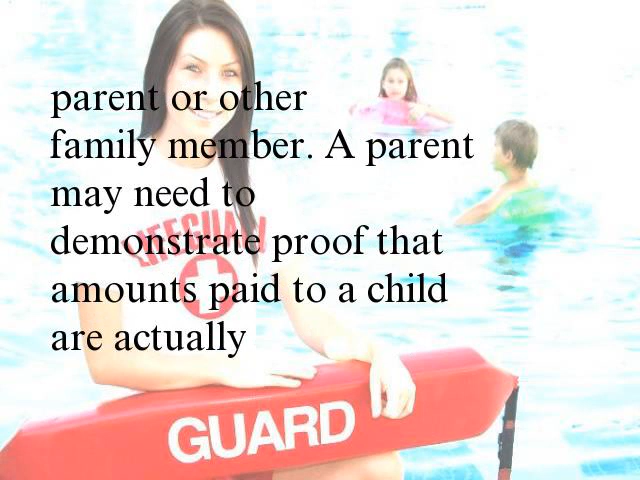 parent or other
family member. A parent
may need to
demonstrate proof that
amounts paid to a child
are actually
LIFEGUARD
GUARD